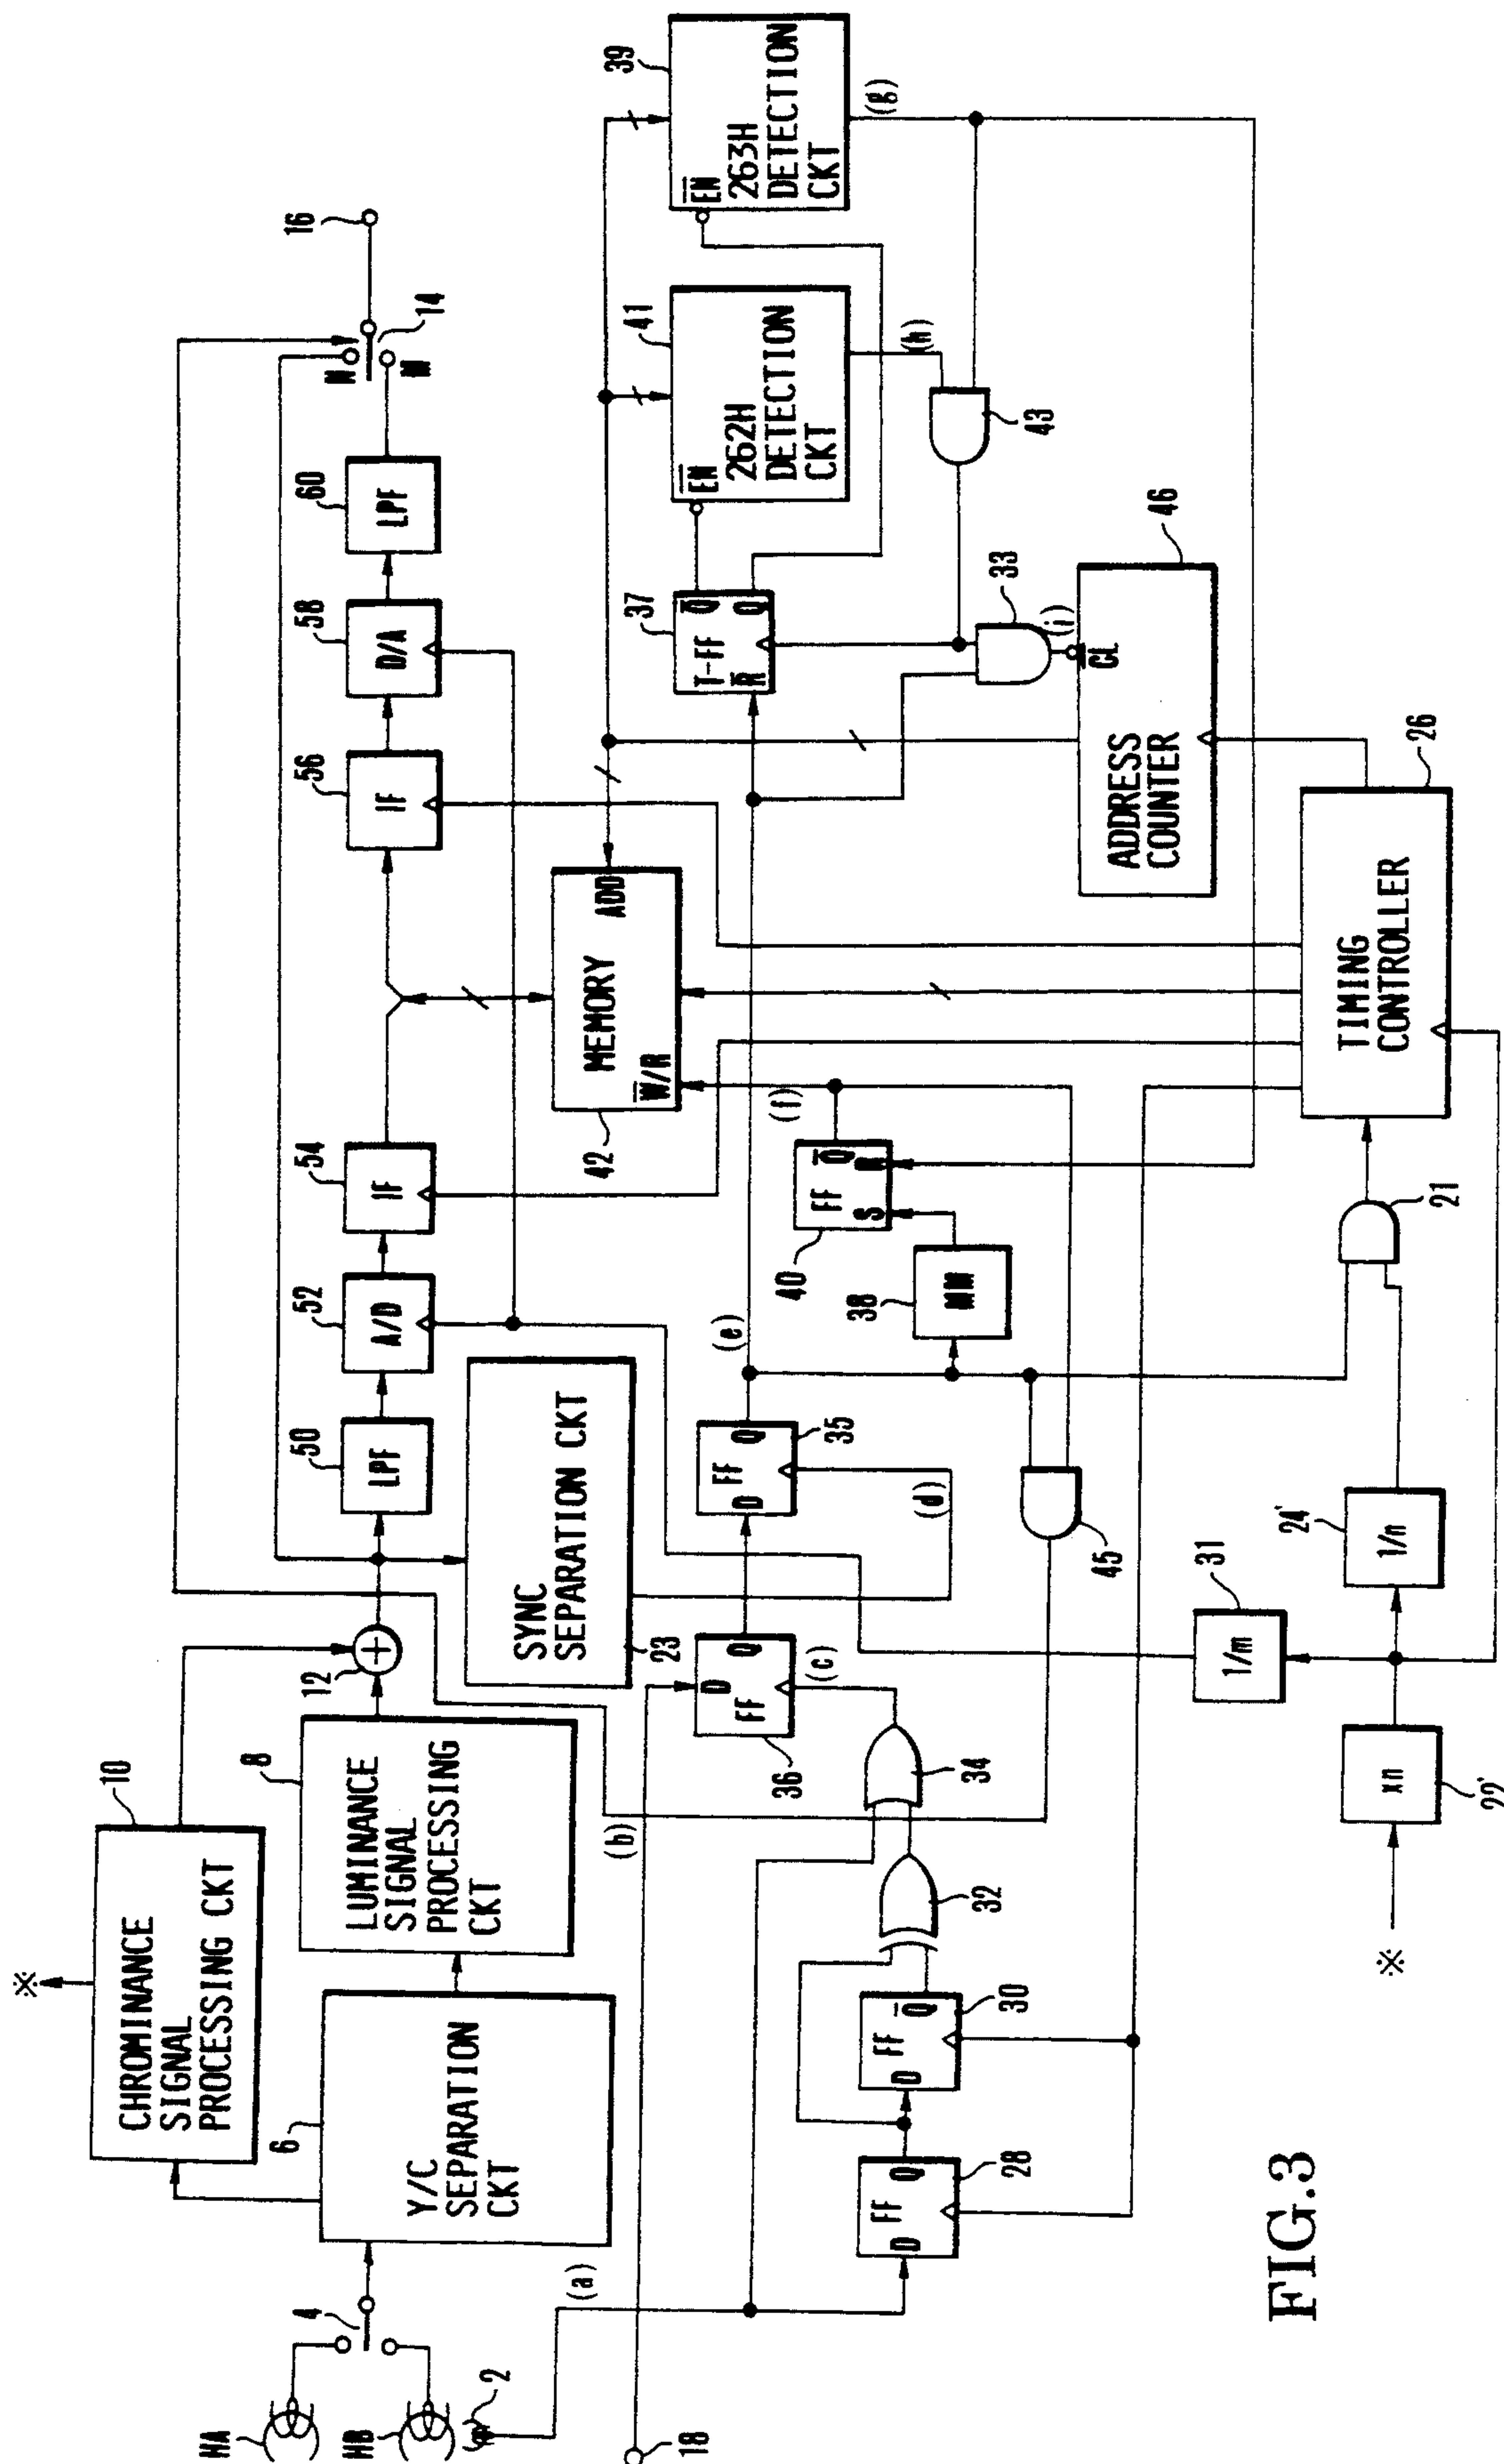 10
CHROMINANCE
SIGNAL
PROCESSING CKT
※
8
LUMINANCE
SIGNAL
PROCESSING
CKT
6
Y/C
SEPARATION
CKT
HA
HB
4
2
12
50
LPF
52
A/D
54
IF
56
IF
58
D/A
60
LPF
N
M
14
16
SYNC
SEPARATION CKT
23
MEMORY
ADD
W̅/R
42
262H
DETECTION
CKT
E̅N̅
41
263H
DETECTION
CKT
E̅N̅
39
(g)
(h)
43
37
T-FF
Q̅
Q
R̅
33
(i)
C̅L̅
ADDRESS
COUNTER
46
(a)
(b)
(c)
(d)
(e)
(f)
18
D
FF
Q
36
D
FF
Q
35
FF
Q̅
S
R
40
MM
38
45
34
32
D
FF
Q
28
D
FF
Q̅
30
TIMING
CONTROLLER
26
21
1/m
31
1/n
24'
×n
22'
※
FIG.3